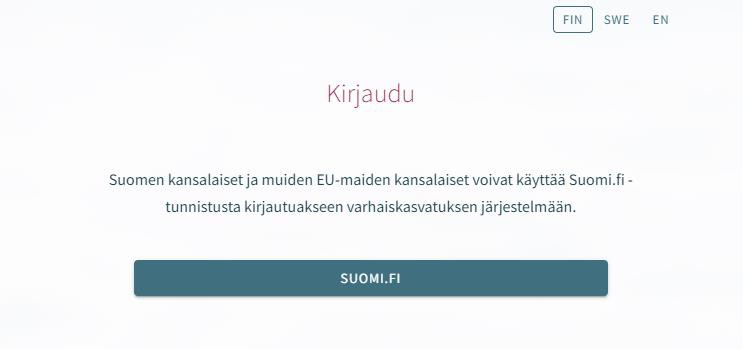 FIN SWE EN
Kirjaudu
Suomen kansalaiset ja muiden EU-maiden kansalaiset voivat käyttää Suomi.fi -
tunnistusta kirjautuakseen varhaiskasvatuksen järjestelmään.
SUOMI.FI